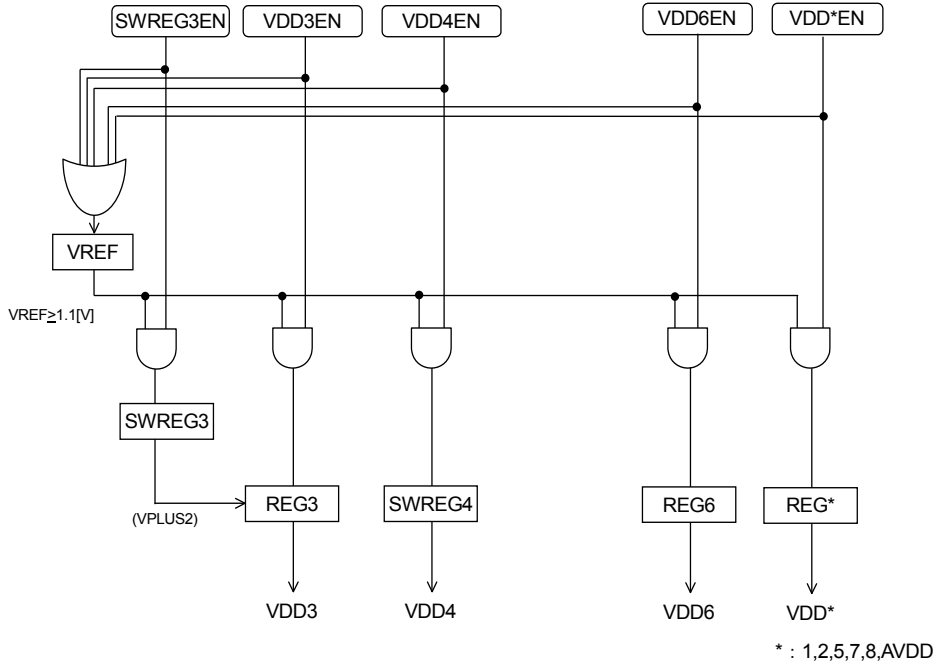 SWREG3EN VDD3EN VDD4EN VDD6EN VDD*EN
VREF
VREF≥1.1[V]
SWREG3
(VPLUS2)
REG3 SWREG4 REG6 REG*
VDD3 VDD4 VDD6 VDD*
* : 1,2,5,7,8,AVDD